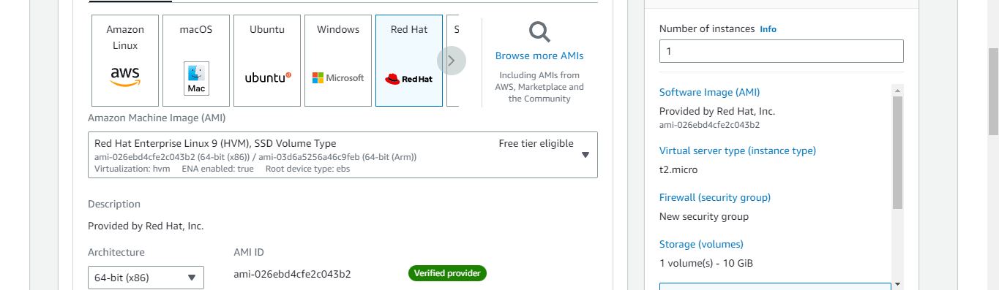 Amazon
Linux
aws
macOS
Mac
Ubuntu
ubuntu
Windows
Microsoft
Red Hat
Red Hat
S
Browse more AMIs
Including AMIs from
AWS, Marketplace and
the Community
Amazon Machine Image (AMI)
Red Hat Enterprise Linux 9 (HVM), SSD Volume Type
Free tier eligible
ami-026ebd4cfe2c043b2 (64-bit (x86)) / ami-03d6a5256a46c9feb (64-bit (Arm))
Virtualization: hvm ENA enabled: true Root device type: ebs
Description
Provided by Red Hat, Inc.
Architecture
64-bit (x86)
AMI ID
ami-026ebd4cfe2c043b2
Verified provider
Number of instances Info
1
Software Image (AMI)
Provided by Red Hat, Inc.
ami-026ebd4cfe2c043b2
Virtual server type (instance type)
t2.micro
Firewall (security group)
New security group
Storage (volumes)
1 volume(s) - 10 GiB